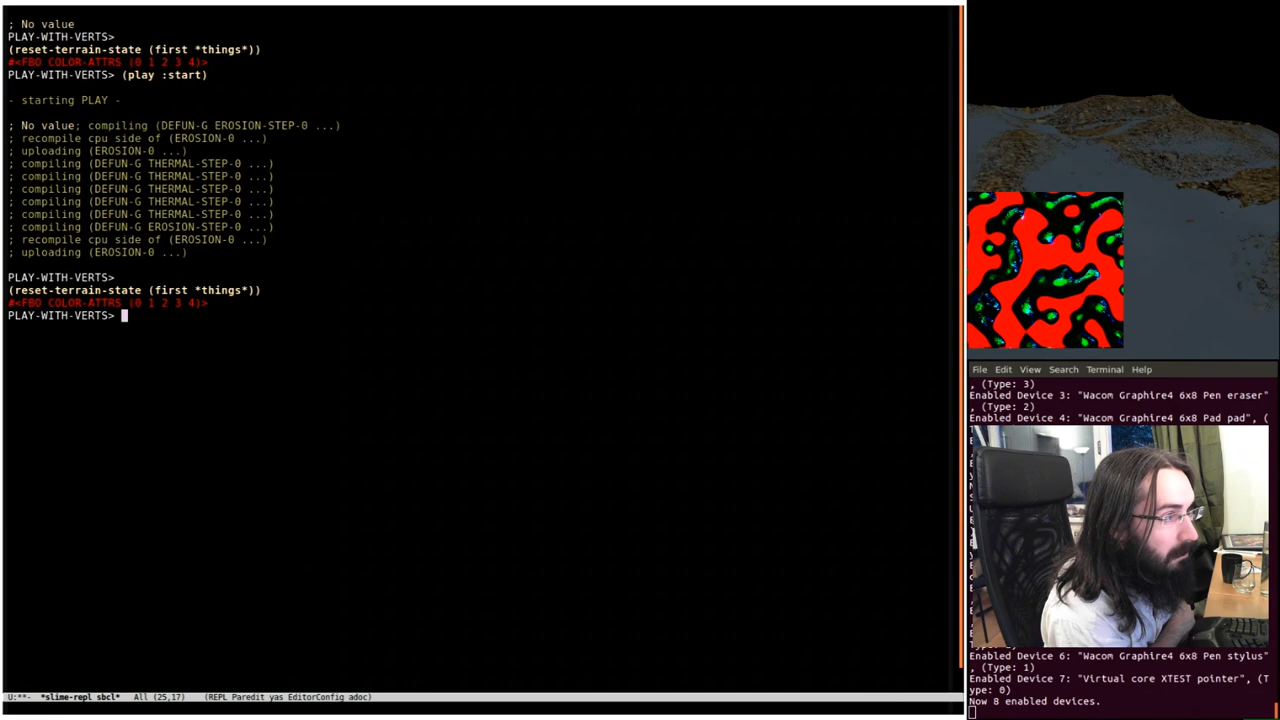 ; No value
PLAY-WITH-VERTS>
(reset-terrain-state (first *things*))
#<FBO COLOR-ATTRS (0 1 2 3 4)>
PLAY-WITH-VERTS> (play :start)
- starting PLAY -
; No value; compiling (DEFUN-G EROSION-STEP-0 ...)
; recompile cpu side of (EROSION-0 ...)
; uploading (EROSION-0 ...)
; compiling (DEFUN-G THERMAL-STEP-0 ...)
; compiling (DEFUN-G THERMAL-STEP-0 ...)
; compiling (DEFUN-G THERMAL-STEP-0 ...)
; compiling (DEFUN-G THERMAL-STEP-0 ...)
; compiling (DEFUN-G THERMAL-STEP-0 ...)
; compiling (DEFUN-G EROSION-STEP-0 ...)
; recompile cpu side of (EROSION-0 ...)
; uploading (EROSION-0 ...)
PLAY-WITH-VERTS>
(reset-terrain-state (first *things*))
#<FBO COLOR-ATTRS (0 1 2 3 4)>
PLAY-WITH-VERTS>
U:**- *slime-repl sbcl* All (25,17) (REPL Paredit yas EditorConfig adoc)
File Edit View Search Terminal Help
, (Type: 3)
Enabled Device 3: "Wacom Graphire4 6x8 Pen eraser"
, (Type: 2)
Enabled Device 4: "Wacom Graphire4 6x8 Pad pad", (
Enabled Device 6: "Wacom Graphire4 6x8 Pen stylus"
, (Type: 1)
Enabled Device 7: "Virtual core XTEST pointer", (T
ype: 0)
Now 8 enabled devices.